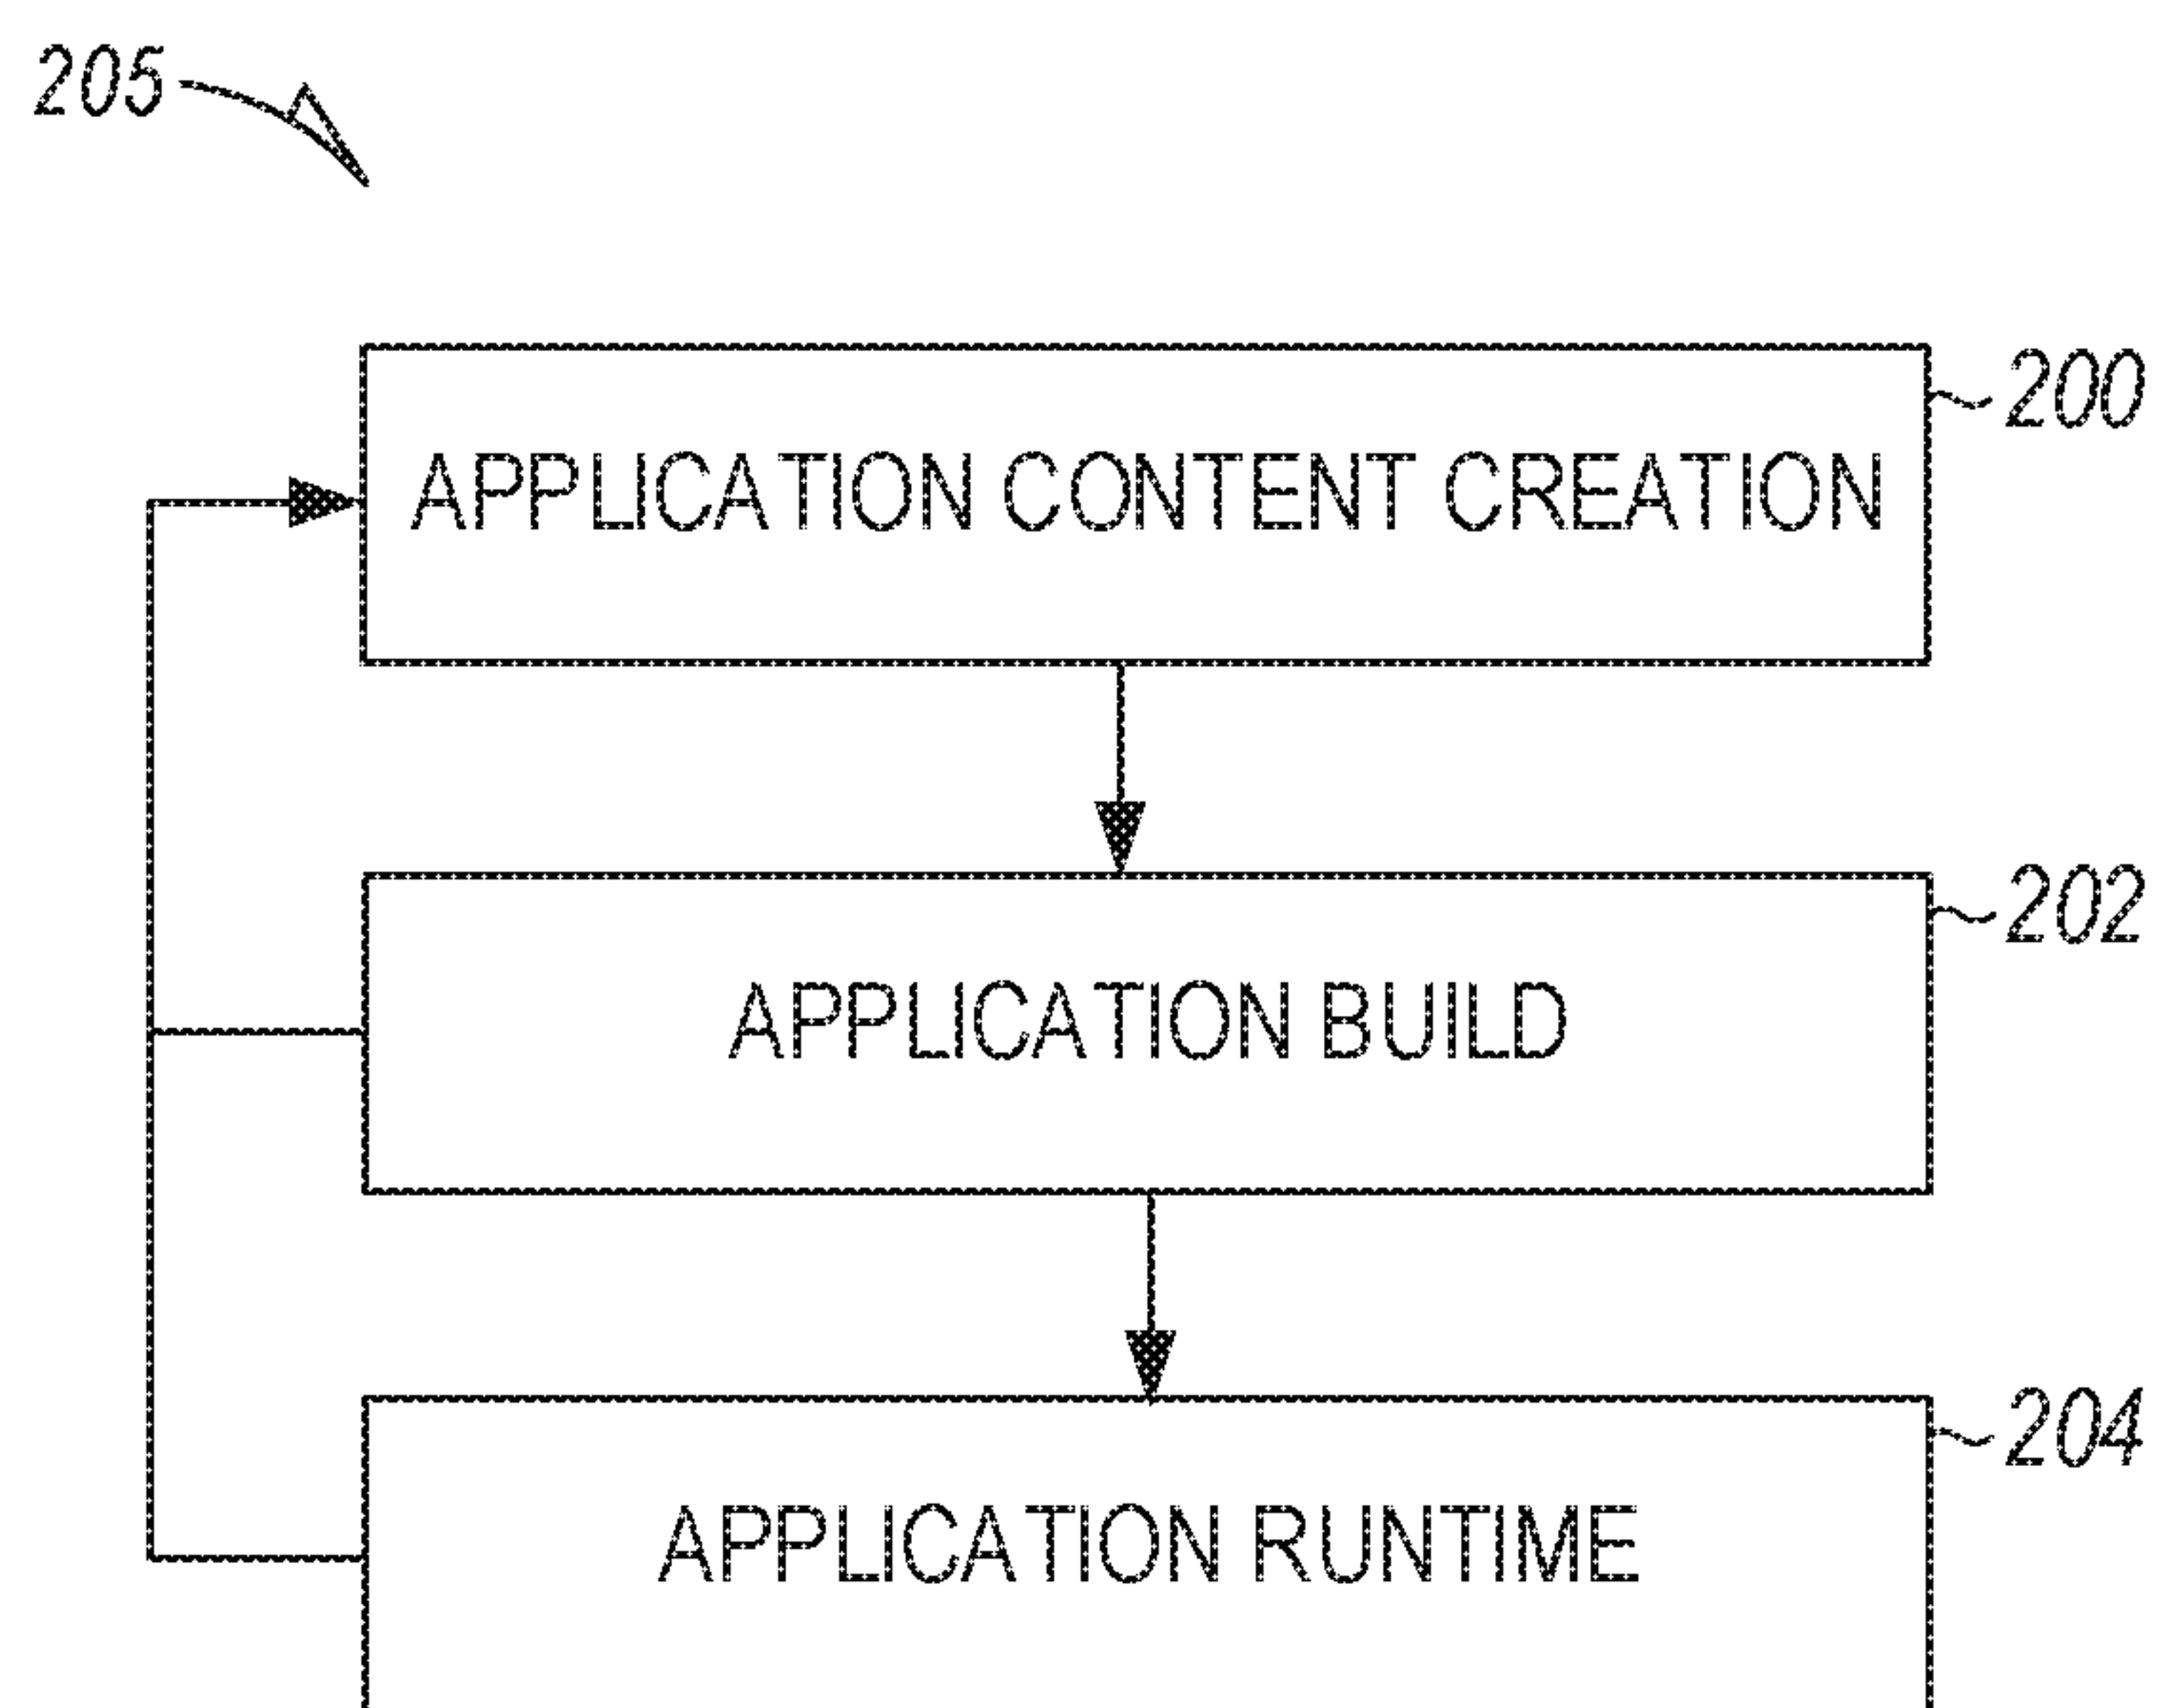 205
200
APPLICATION CONTENT CREATION
202
APPLICATION BUILD
204
APPLICATION RUNTIME